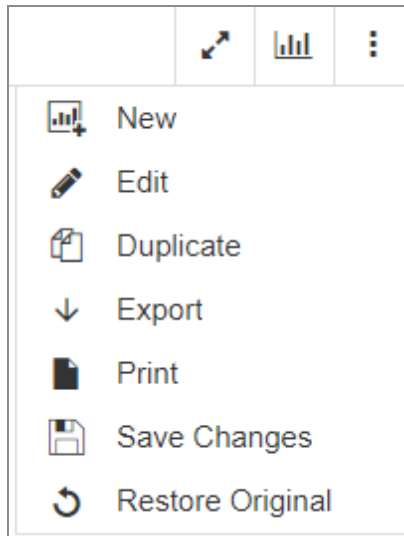 New
Edit
Duplicate
Export
Print
Save Changes
Restore Original